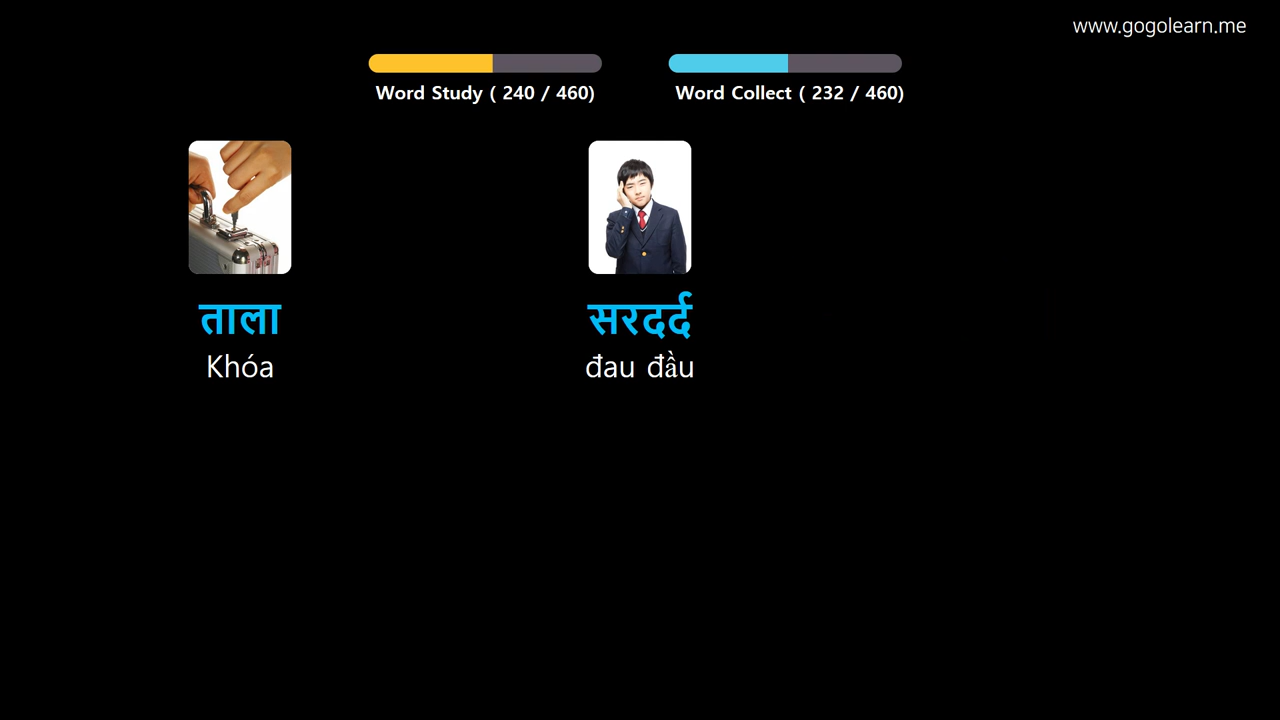 www.gogolearn.me
Word Study ( 240 / 460)
Word Collect ( 232 / 460)
ताला
Khóa
सरदर्द
đau đầu